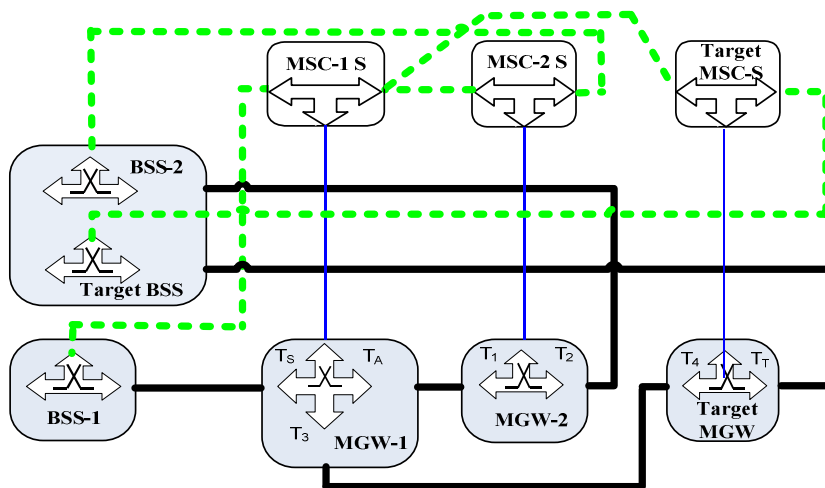 MSC-1 S
MSC-2 S
Target
MSC-S
BSS-2
Target BSS
BSS-1
TS
TA
T3
MGW-1
T1
T2
MGW-2
T4
TT
Target
MGW